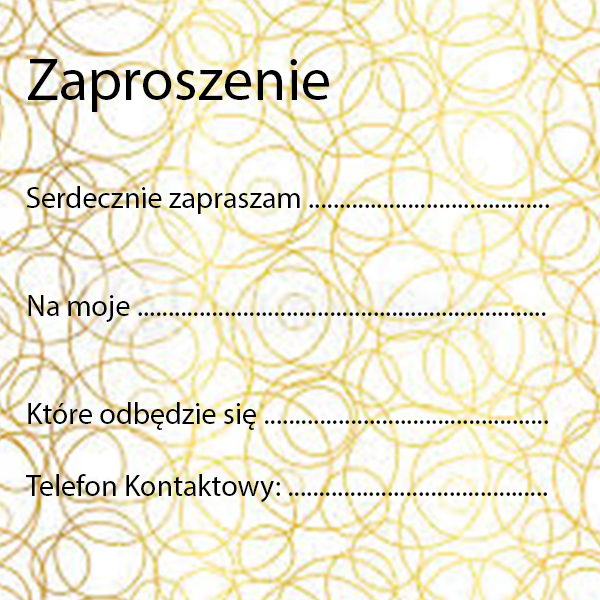 Zaproszenie
Serdecznie zapraszam .......................................
Na moje ..................................................................
Które odbędzie się ..............................................
Telefon Kontaktowy: ..........................................